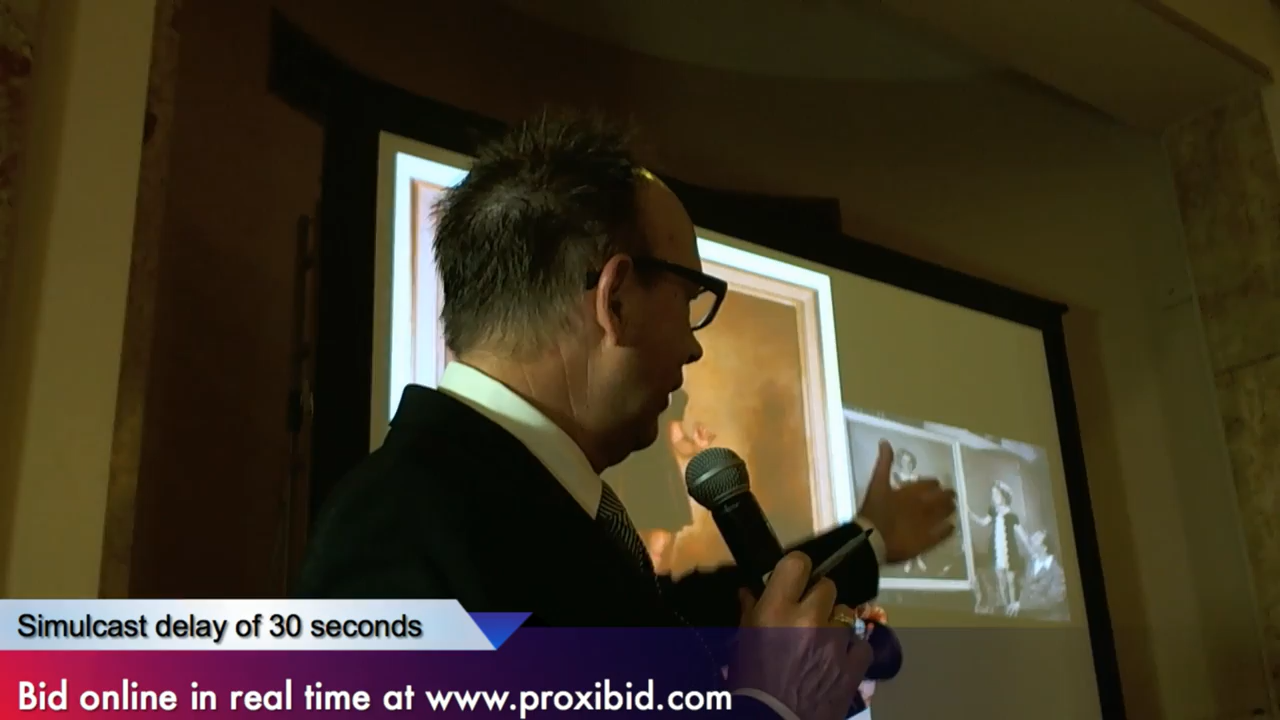 Simulcast delay of 30 seconds
Bid online in real time at www.proxibid.com